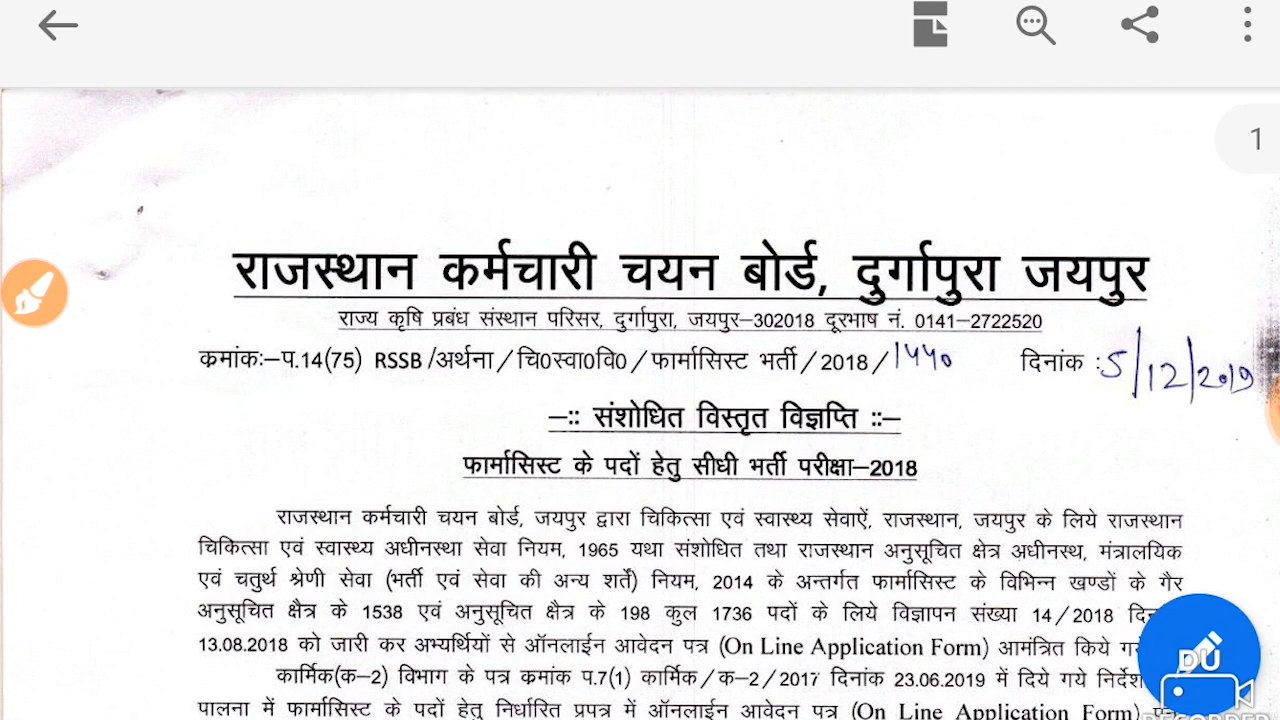 1
राजस्थान कर्मचारी चयन बोर्ड, दुर्गापुरा जयपुर
राज्य कृषि प्रबंध संस्थान परिसर, दुर्गापुरा, जयपुर–302018 दूरभाष नं. 0141–2722520
क्रमांकः–प.14(75) RSSB/अर्थना/चि0स्वा0वि0/फार्मासिस्ट भर्ती/2018/1440 दिनांक :5/12/2019
–:: संशोधित विस्तृत विज्ञप्ति ::–
फार्मासिस्ट के पदों हेतु सीधी भर्ती परीक्षा–2018
राजस्थान कर्मचारी चयन बोर्ड, जयपुर द्वारा चिकित्सा एवं स्वास्थ्य सेवाऐं, राजस्थान, जयपुर के लिये राजस्थान
चिकित्सा एवं स्वास्थ्य अधीनस्था सेवा नियम, 1965 यथा संशोधित तथा राजस्थान अनुसूचित क्षेत्र अधीनस्थ, मंत्रालयिक
एवं चतुर्थ श्रेणी सेवा (भर्ती एवं सेवा की अन्य शर्तें) नियम, 2014 के अन्तर्गत फार्मासिस्ट के विभिन्न खण्डों के गैर
अनुसूचित क्षैत्र के 1538 एवं अनुसूचित क्षैत्र के 198 कुल 1736 पदों के लिये विज्ञापन संख्या 14/2018
13.08.2018 को जारी कर अभ्यर्थियों से ऑनलाईन आवेदन पत्र (On Line Application Form) आमंत्रित किये
कार्मिक(क–2) विभाग के पत्र क्रमांक प.7(1) कार्मिक/क–2/2017 दिनांक 23.06.2019 में दिये गये निर्देश
पालना में फार्मासिस्ट के पदों हेतु निर्धारित प्रपत्र में ऑनलाईन आवेदन पत्र (On Line Application Form)
DU
RECORDER